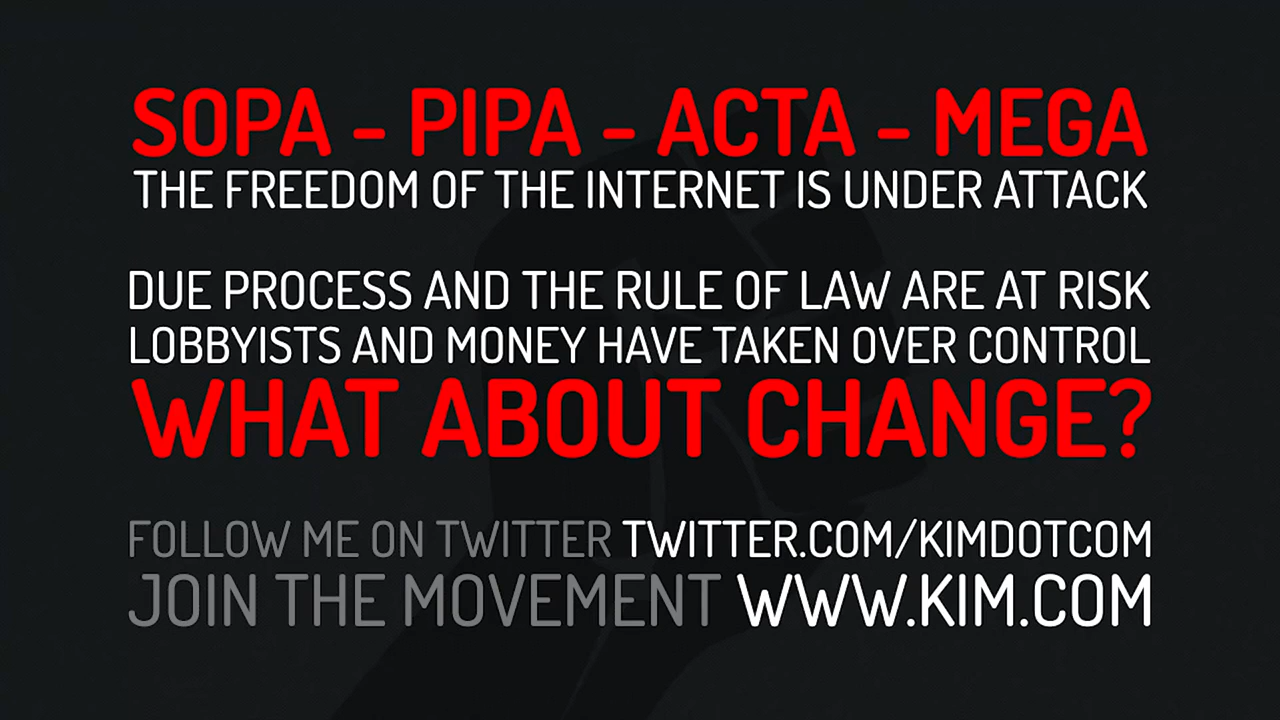 SOPA - PIPA - ACTA - MEGA
THE FREEDOM OF THE INTERNET IS UNDER ATTACK
DUE PROCESS AND THE RULE OF LAW ARE AT RISK
LOBBYISTS AND MONEY HAVE TAKEN OVER CONTROL
WHAT ABOUT CHANGE?
FOLLOW ME ON TWITTER TWITTER.COM/KIMDOTCOM
JOIN THE MOVEMENT WWW.KIM.COM